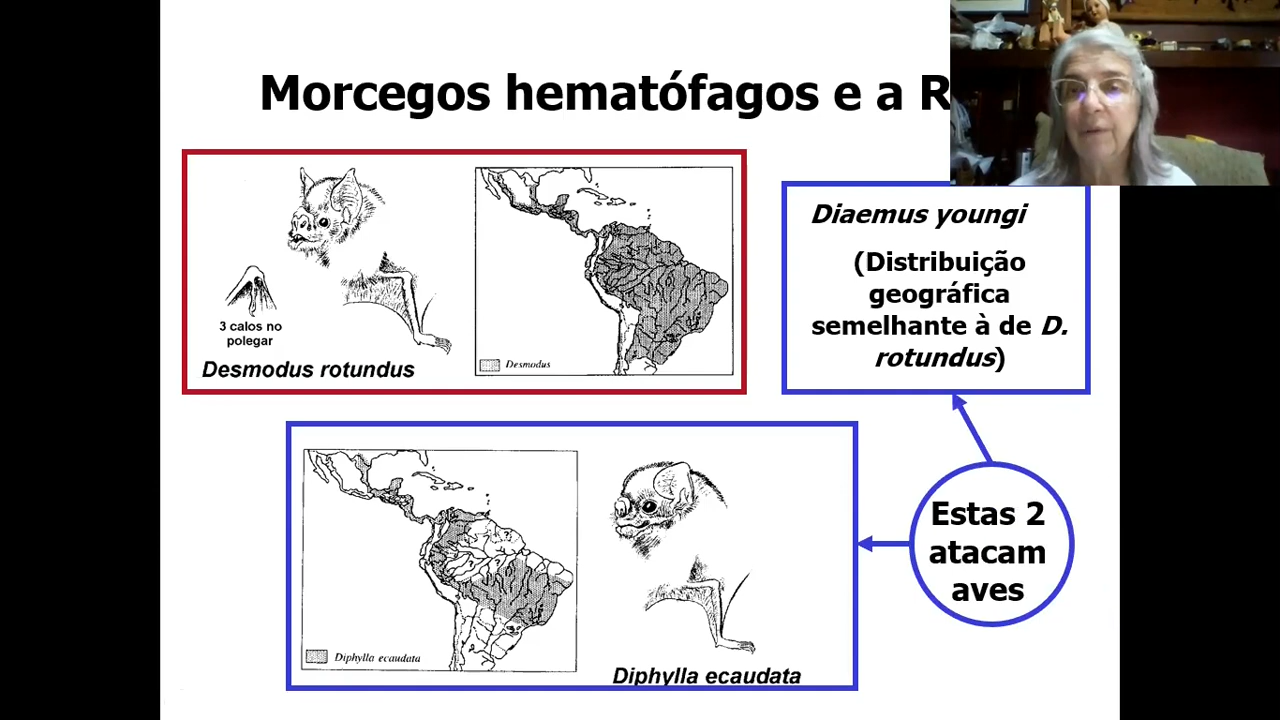 Morcegos hematófagos e a R
3 calos no
polegar
Desmodus rotundus
Desmodus
Diaemus youngi
(Distribuição
geográfica
semelhante à de D.
rotundus)
Estas 2
atacam
aves
Diphylla ecaudata
Diphylla ecaudata